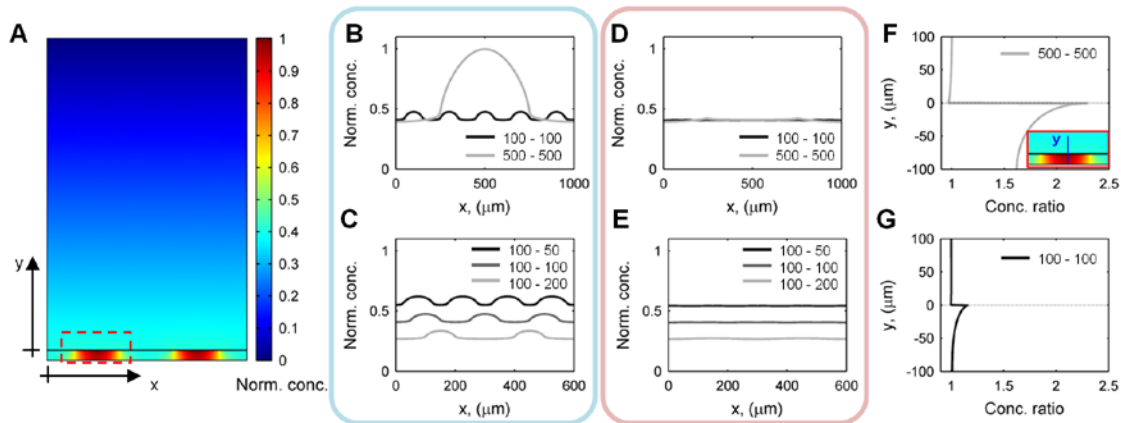 A
y
x
1
0.9
0.8
0.7
0.6
0.5
0.4
0.3
0.2
0.1
0
Norm. conc.
B
Norm. conc.
1
0.5
0
0 500 1000
x, (μm)
100 - 100
500 - 500
C
Norm. conc.
1
0.5
0
0 200 400 600
x, (μm)
100 - 50
100 - 100
100 - 200
D
Norm. conc.
1
0.5
0
0 500 1000
x, (μm)
100 - 100
500 - 500
E
Norm. conc.
1
0.5
0
0 200 400 600
x, (μm)
100 - 50
100 - 100
100 - 200
F
y, (μm)
100
50
0
-50
-100
1 1.5 2 2.5
Conc. ratio
500 - 500
y
G
y, (μm)
100
50
0
-50
-100
1 1.5 2 2.5
Conc. ratio
100 - 100